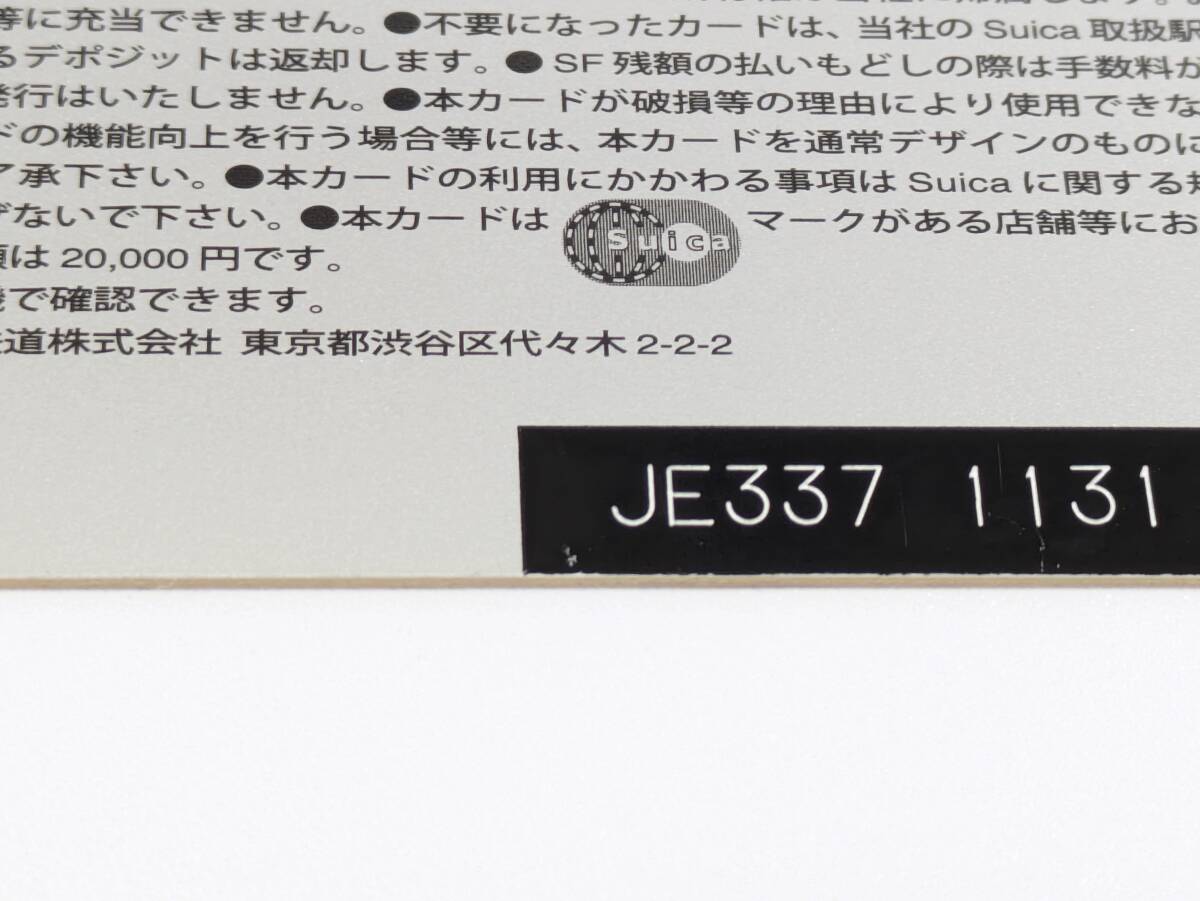 等に充当できません。●不要になったカードは、当社のSuica取扱駅
るデポジットは返却します。●SF残額の払いもどしの際は手数料が
発行はいたしません。●本カードが破損等の理由により使用できな
ドの機能向上を行う場合等には、本カードを通常デザインのものに
了承下さい。●本カードの利用にかかわる事項はSuicaに関する規
げないで下さい。●本カードは Suica マークがある店舗等にお
額は20,000円です。
機で確認できます。
道株式会社 東京都渋谷区代々木2-2-2
JE337 1131